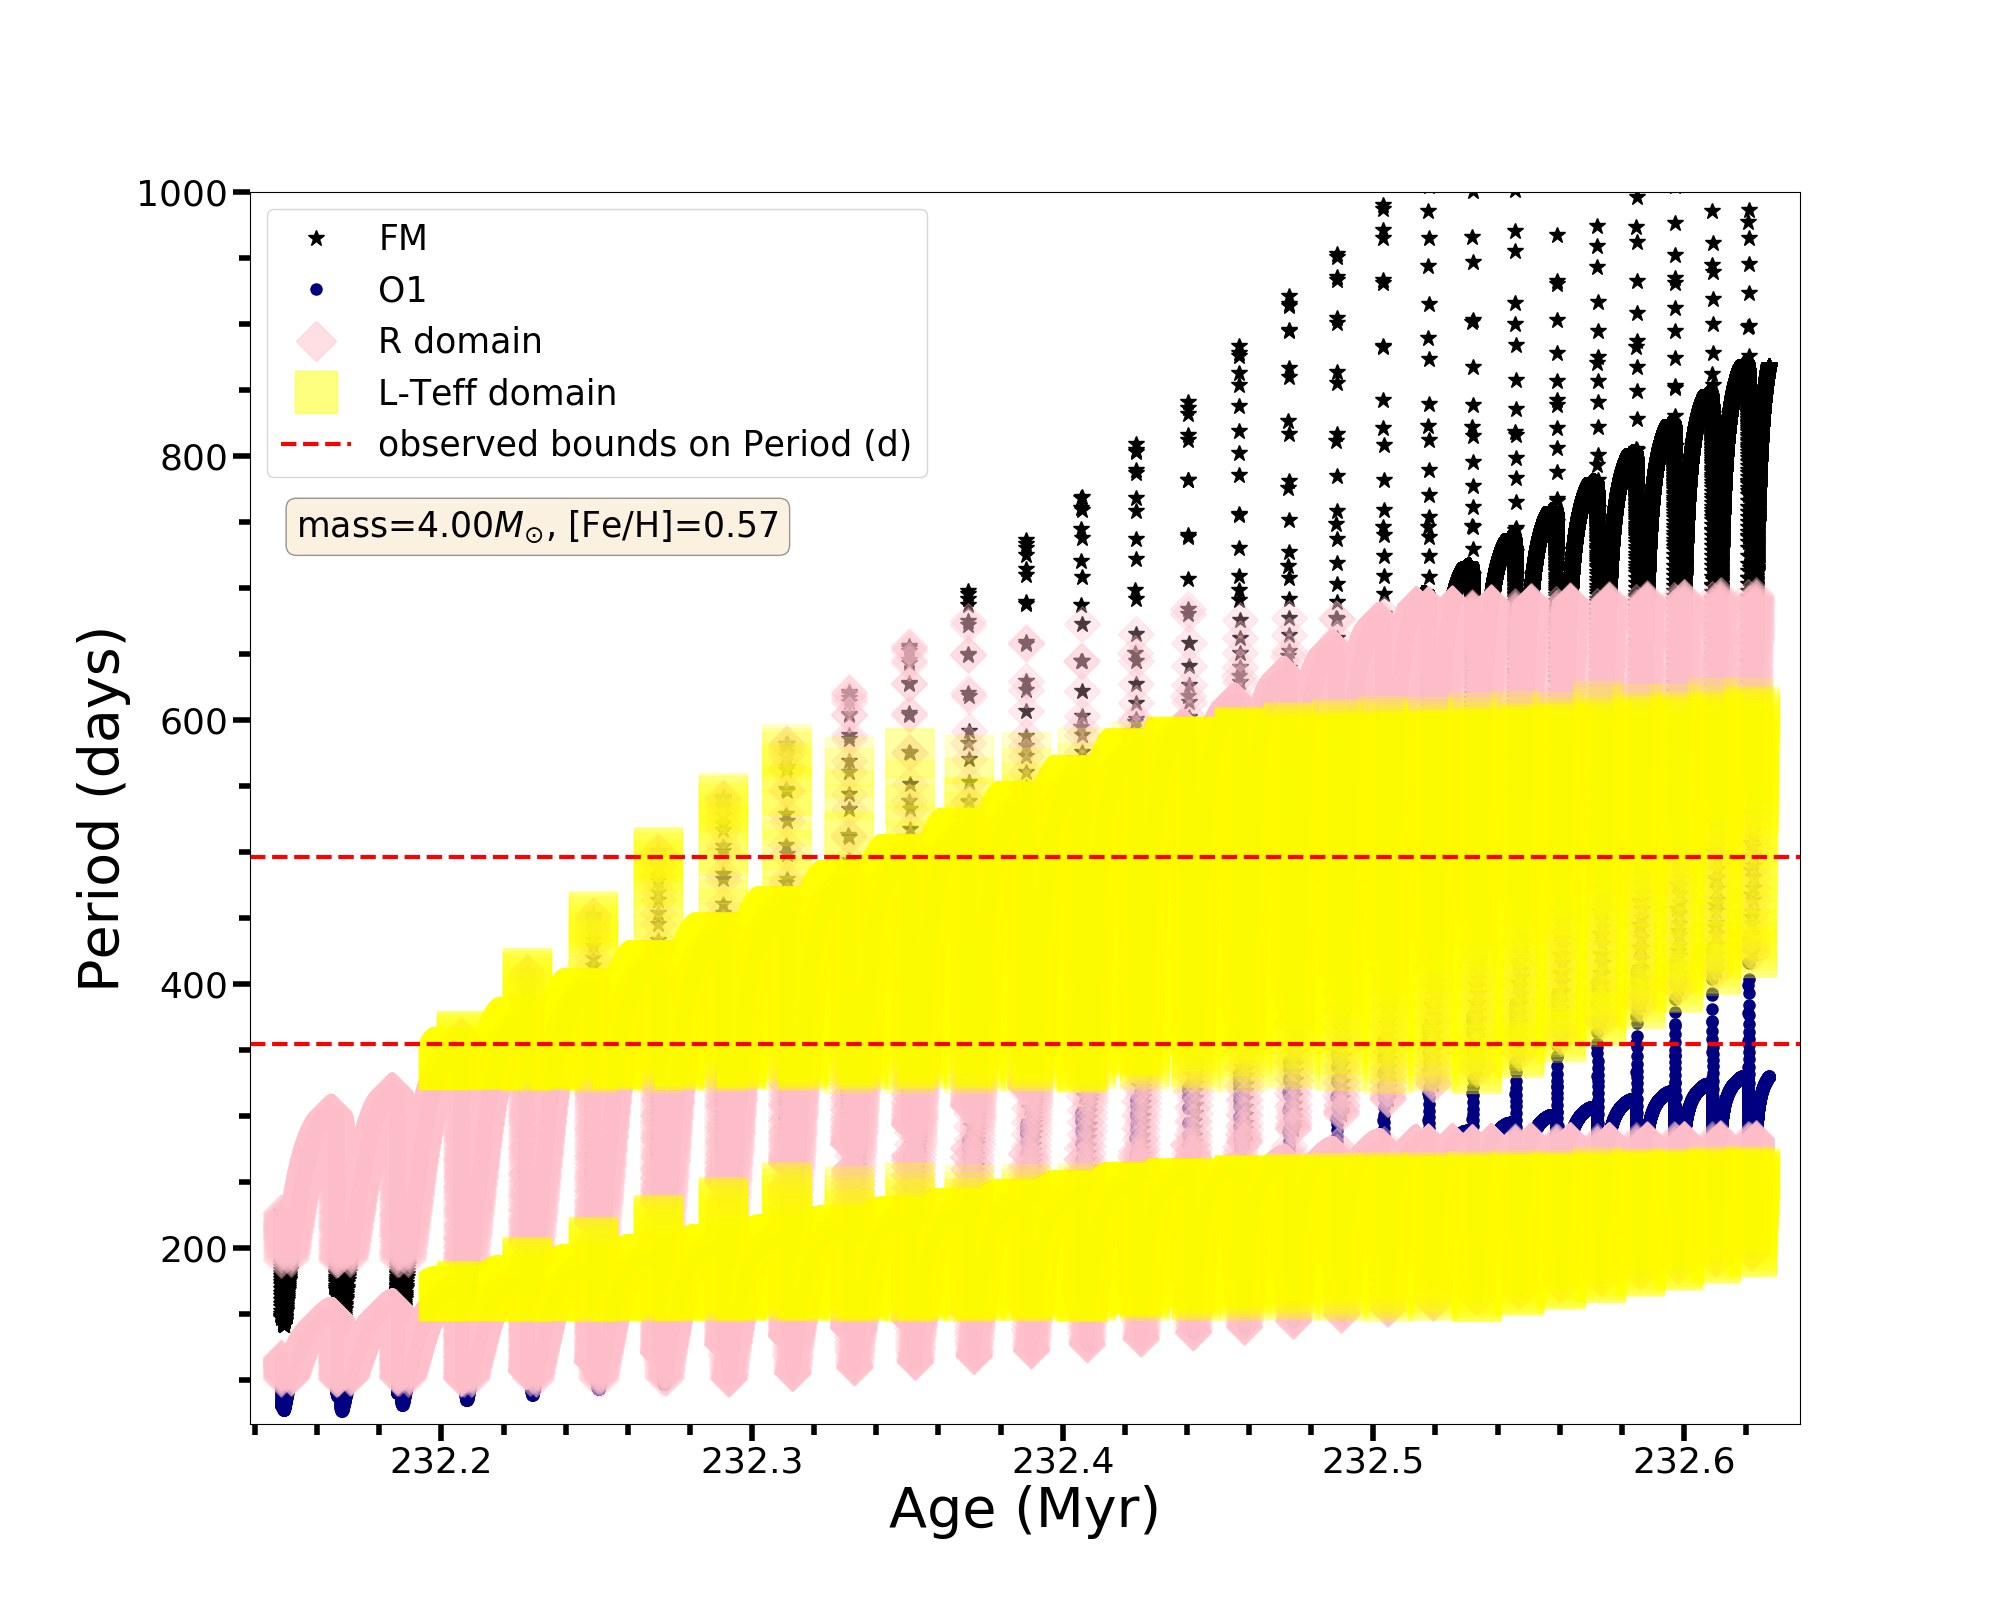 1000
800
600
400
200
Period (days)
FM
O1
R domain
L-Teff domain
observed bounds on Period (d)
mass=4.00M⊙, [Fe/H]=0.57
232.2 232.3 232.4 232.5 232.6
Age (Myr)